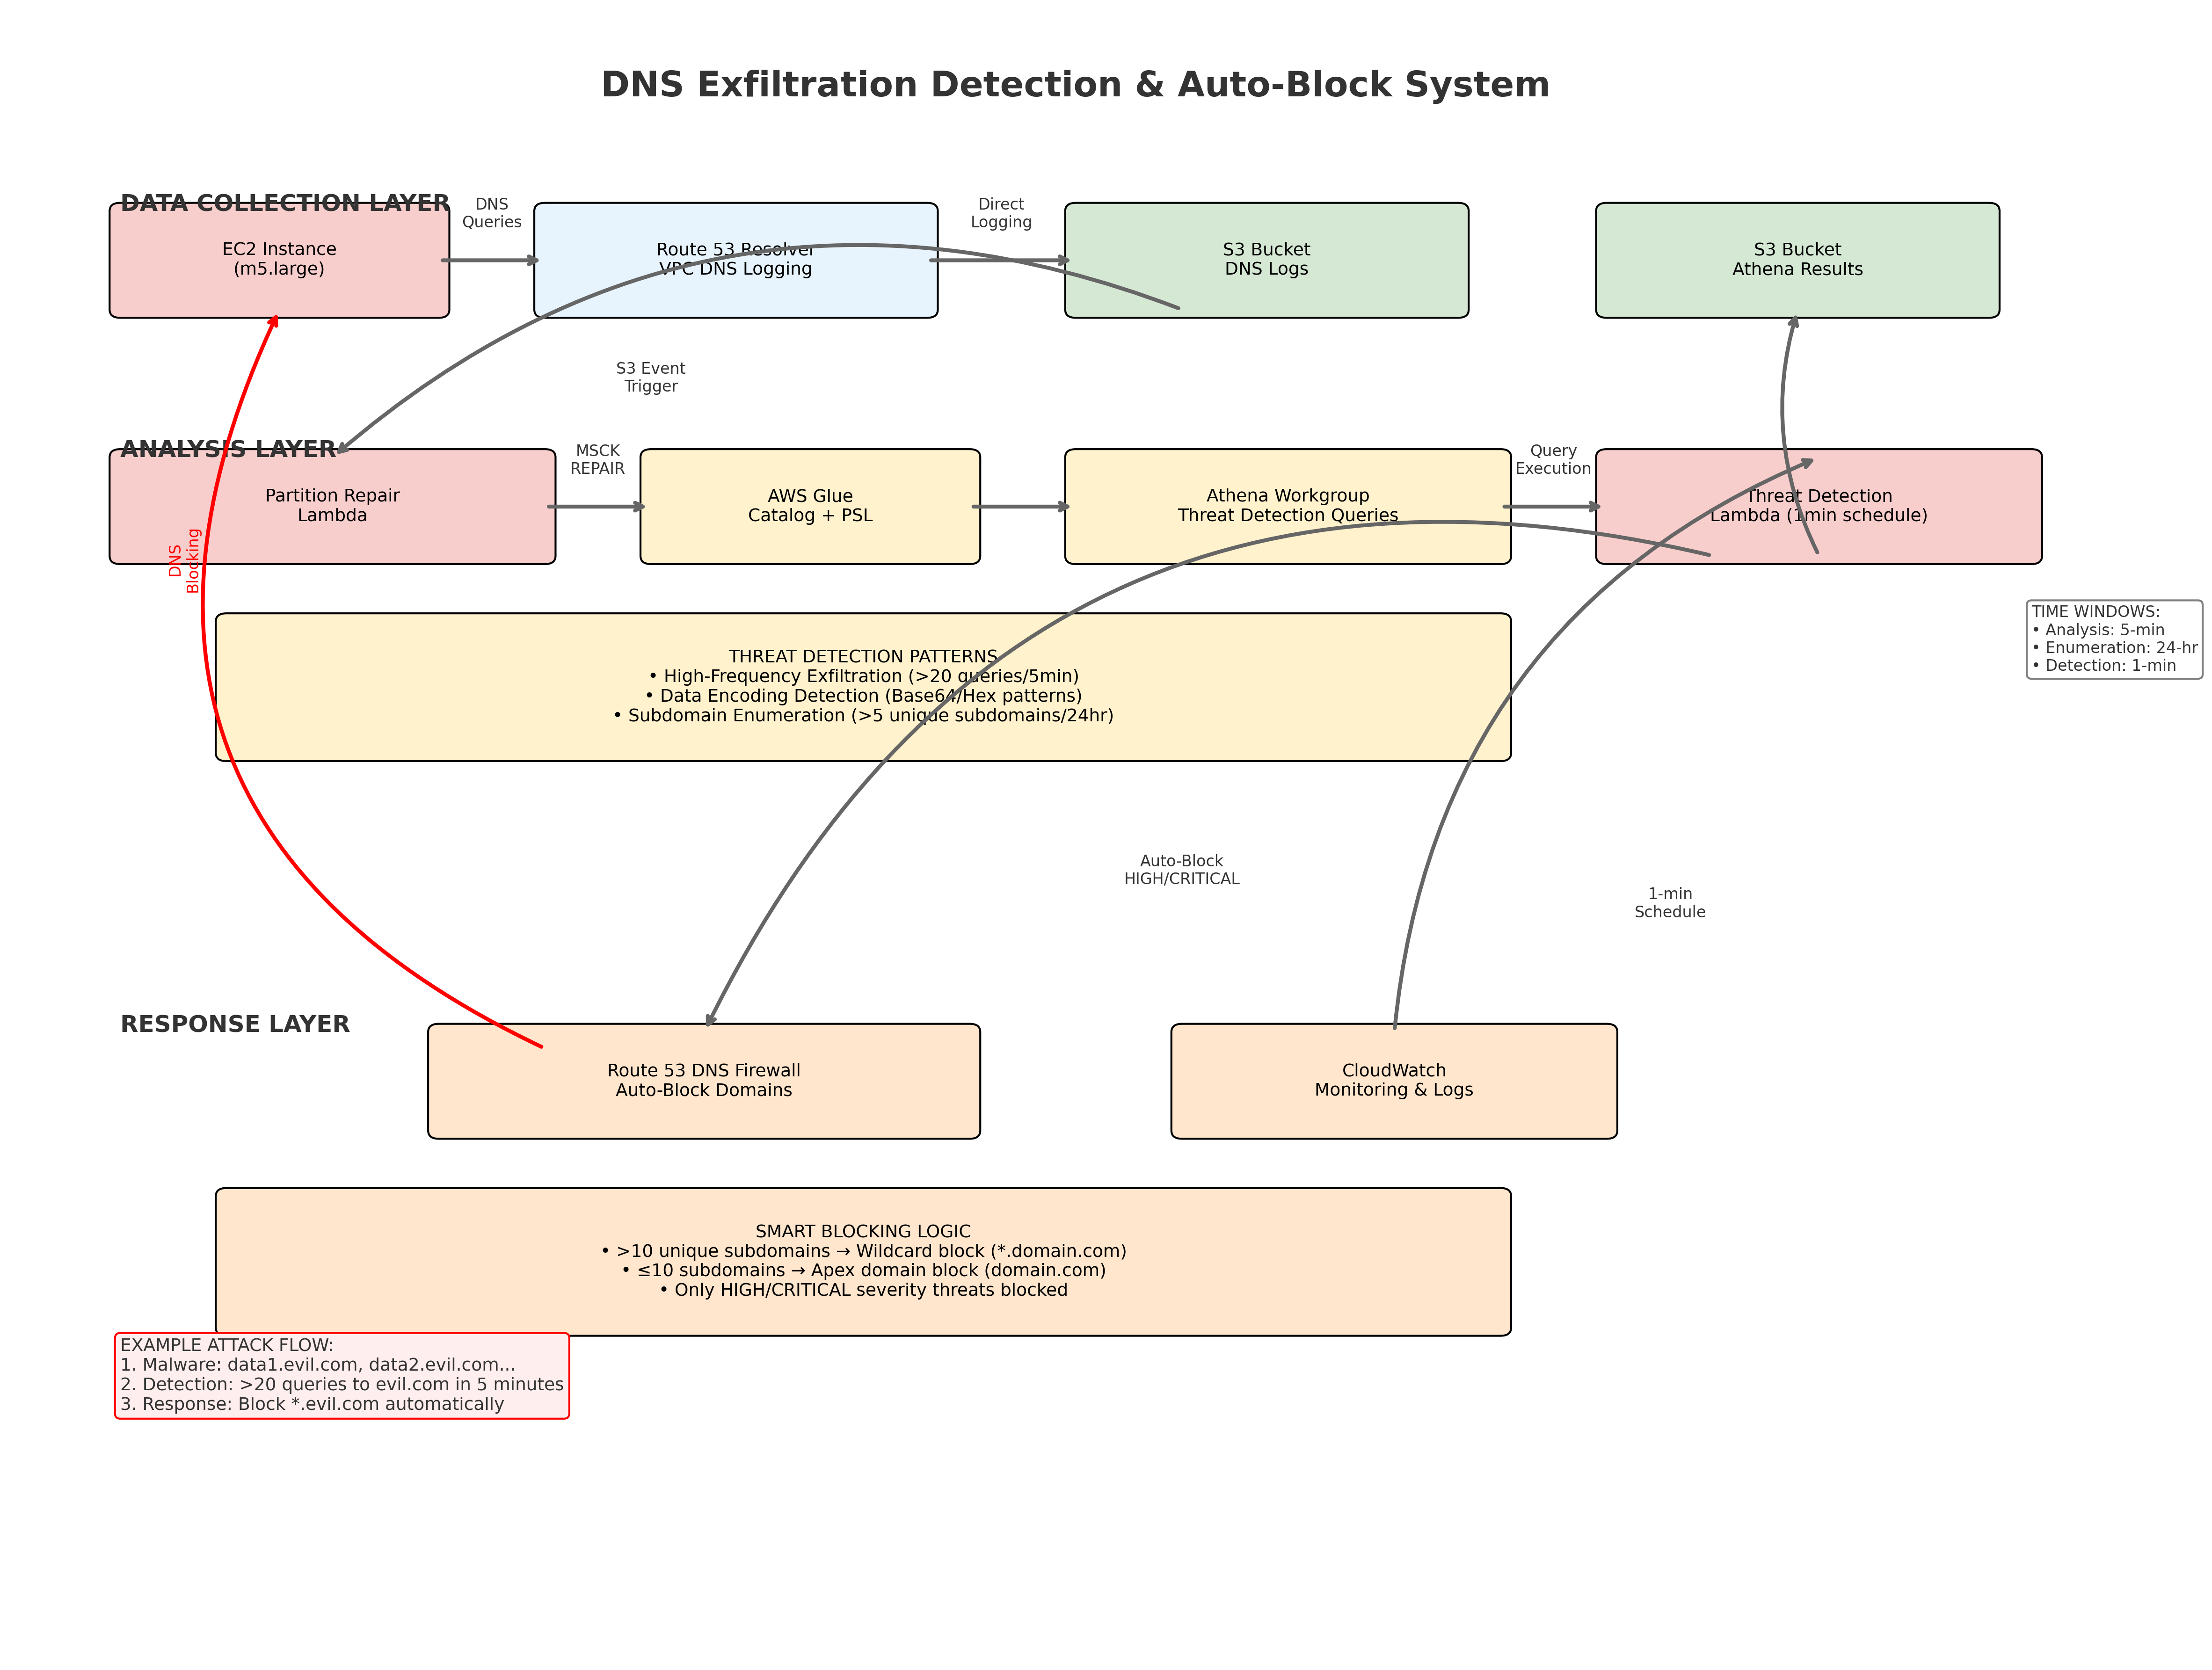 DNS Exfiltration Detection & Auto-Block System
DATA COLLECTION LAYER
EC2 Instance
(m5.large)
DNS
Queries
Route 53 Resolver
VPC DNS Logging
Direct
Logging
S3 Bucket
DNS Logs
S3 Bucket
Athena Results
S3 Event
Trigger
ANALYSIS LAYER
Partition Repair
Lambda
MSCK
REPAIR
AWS Glue
Catalog + PSL
Athena Workgroup
Threat Detection Queries
Query
Execution
Threat Detection
Lambda (1min schedule)
DNS
Blocking
THREAT DETECTION PATTERNS
• High-Frequency Exfiltration (>20 queries/5min)
• Data Encoding Detection (Base64/Hex patterns)
• Subdomain Enumeration (>5 unique subdomains/24hr)
TIME WINDOWS:
• Analysis: 5-min
• Enumeration: 24-hr
• Detection: 1-min
Auto-Block
HIGH/CRITICAL
1-min
Schedule
RESPONSE LAYER
Route 53 DNS Firewall
Auto-Block Domains
CloudWatch
Monitoring & Logs
SMART BLOCKING LOGIC
• >10 unique subdomains → Wildcard block (*.domain.com)
• ≤10 subdomains → Apex domain block (domain.com)
• Only HIGH/CRITICAL severity threats blocked
EXAMPLE ATTACK FLOW:
1. Malware: data1.evil.com, data2.evil.com...
2. Detection: >20 queries to evil.com in 5 minutes
3. Response: Block *.evil.com automatically